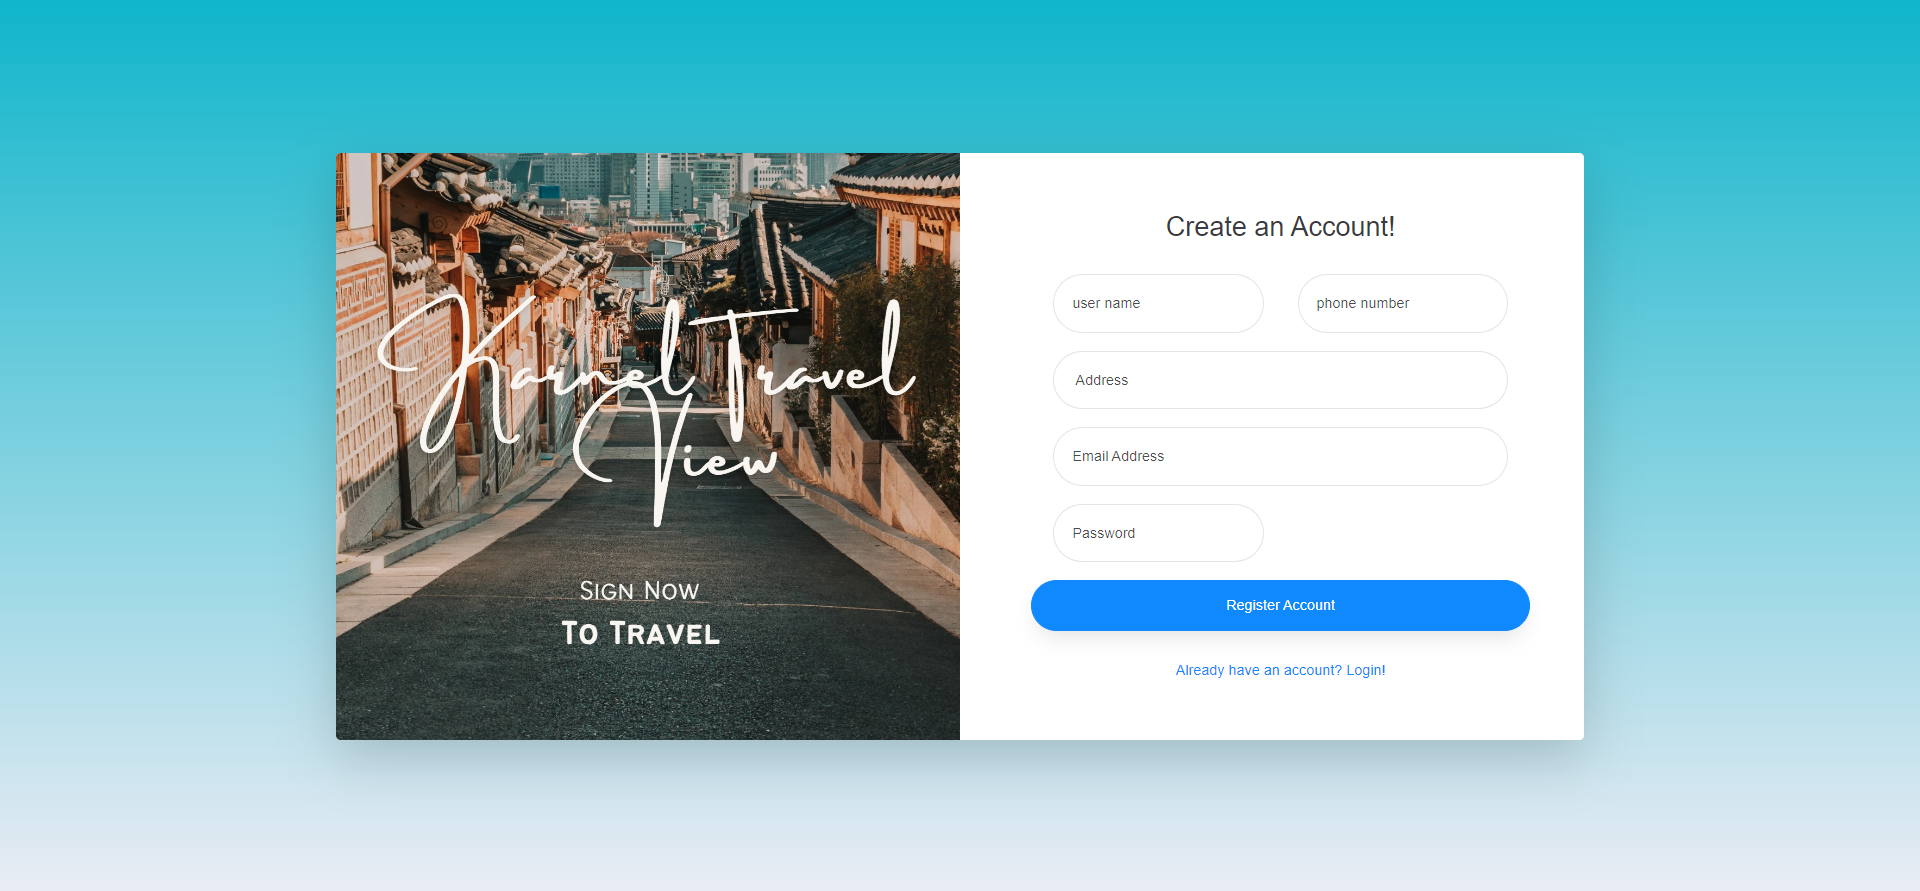 Karnel Travel
View
Sign Now
To Travel
Create an Account!
user name
phone number
Address
Email Address
Password
Register Account
Already have an account? Login!